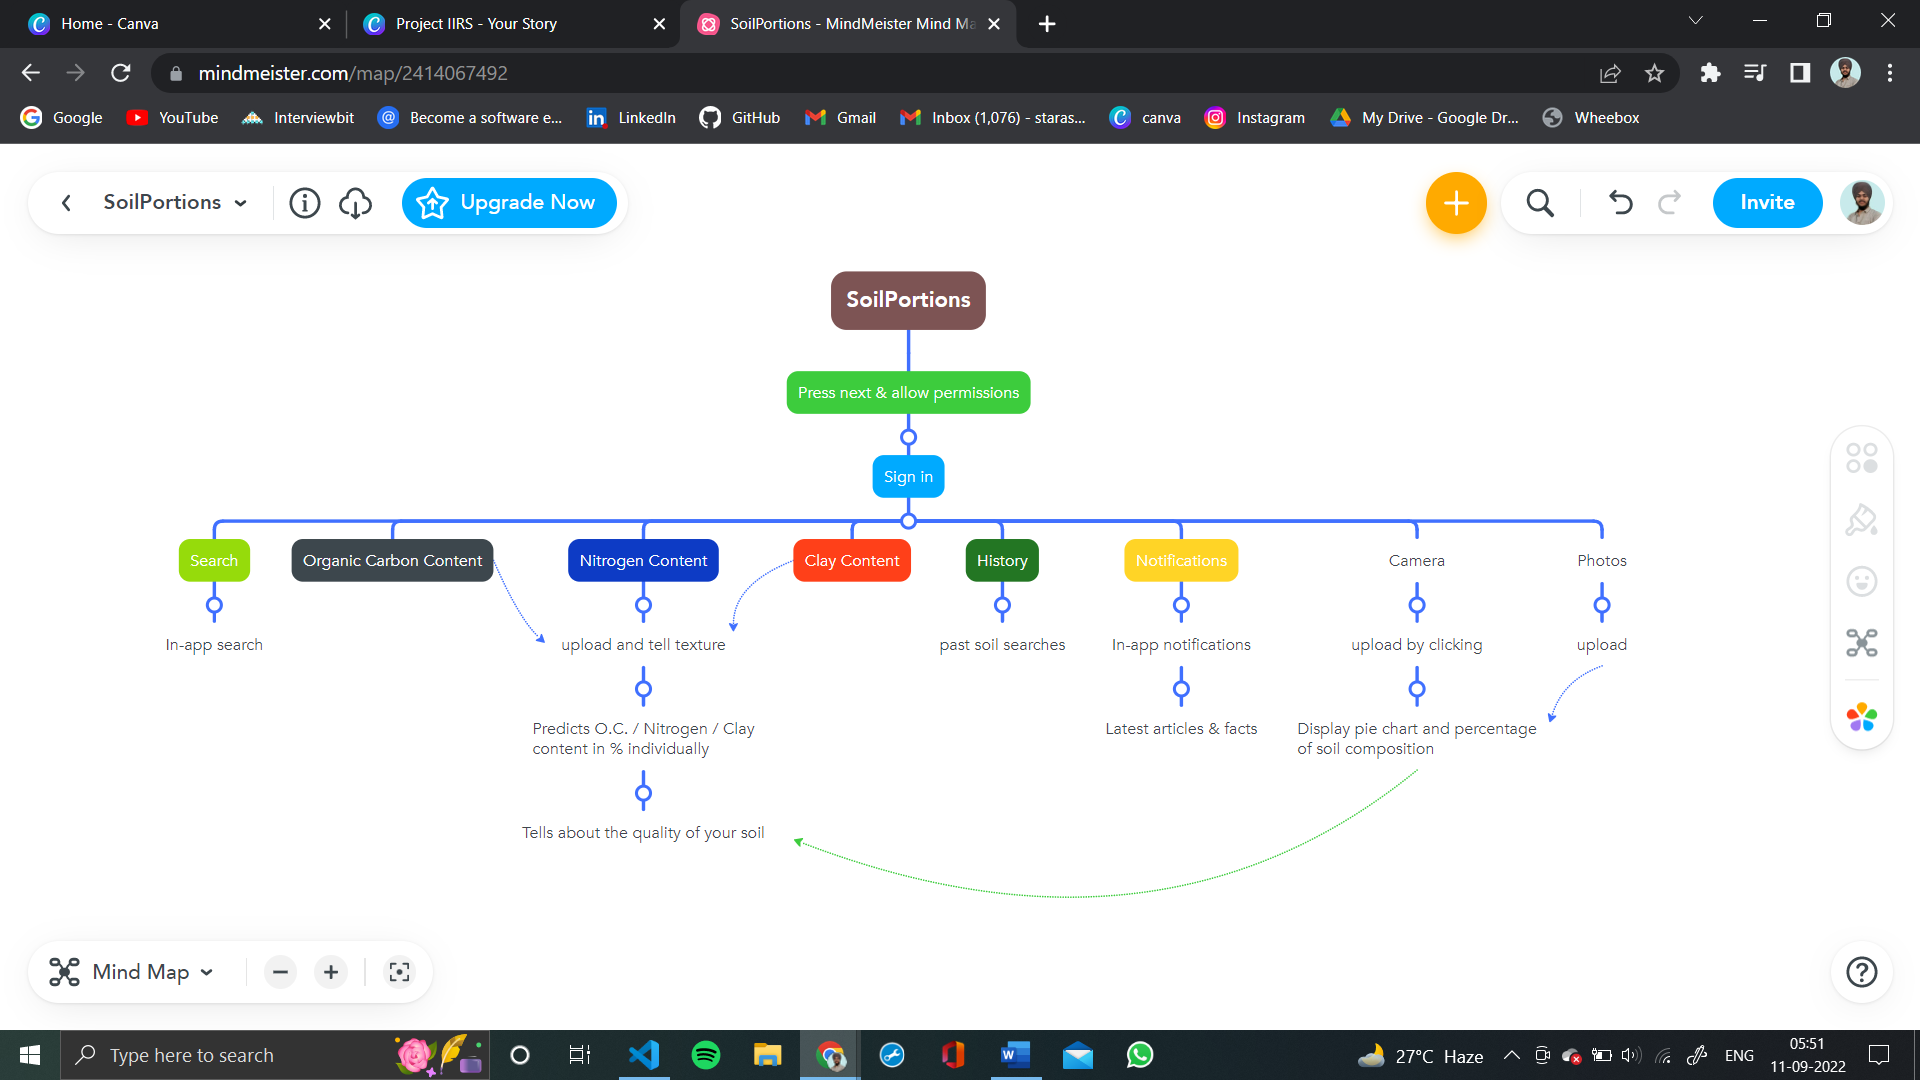 Home - Canva
Project IIRS - Your Story
SoilPortions - MindMeister Mind Ma
mindmeister.com/map/2414067492
Google
YouTube
Interviewbit
Become a software e...
LinkedIn
GitHub
Gmail
Inbox (1,076) - staras...
canva
Instagram
My Drive - Google Dr...
Wheebox
SoilPortions
Upgrade Now
Invite
SoilPortions
Press next & allow permissions
Sign in
Search
Organic Carbon Content
Nitrogen Content
Clay Content
History
Notifications
Camera
Photos
In-app search
upload and tell texture
past soil searches
In-app notifications
upload by clicking
upload
Predicts O.C. / Nitrogen / Clay
content in % individually
Latest articles & facts
Display pie chart and percentage
of soil composition
Tells about the quality of your soil
Mind Map
Type here to search
27°C Haze
ENG
05:51
11-09-2022